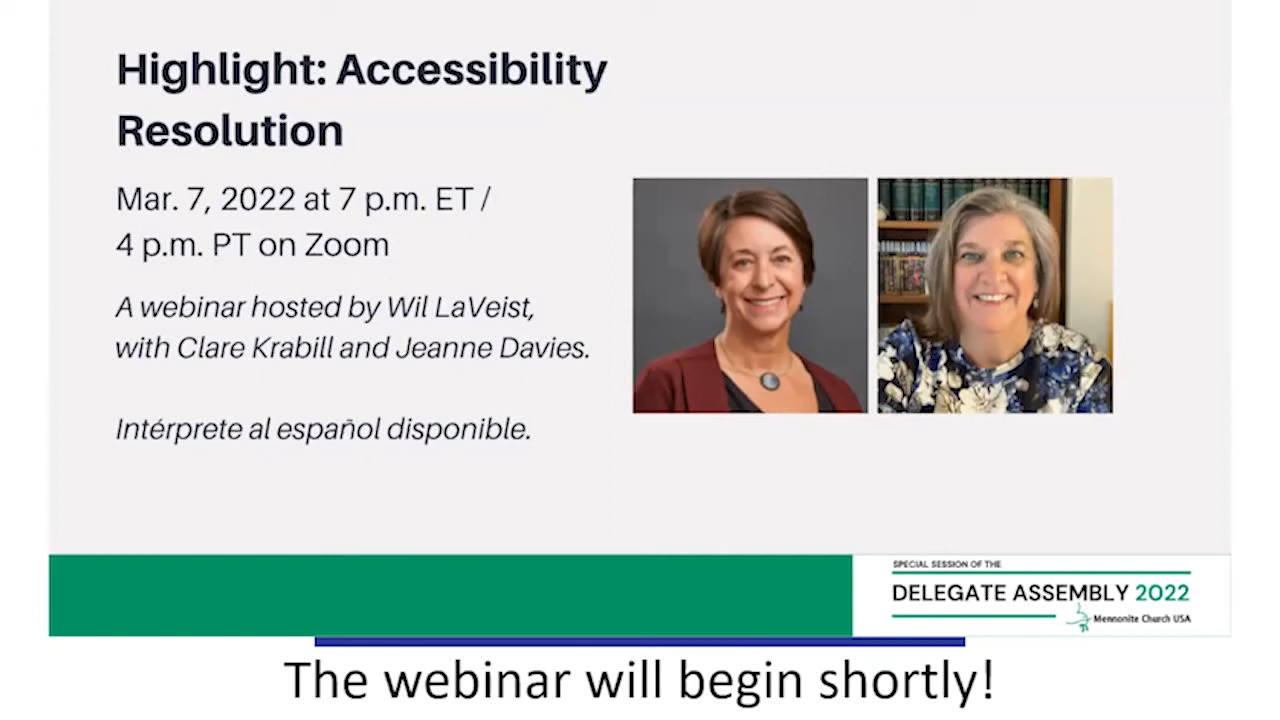 Highlight: Accessibility
Resolution
Mar. 7, 2022 at 7 p.m. ET /
4 p.m. PT on Zoom
A webinar hosted by Wil LaVeist,
with Clare Krabill and Jeanne Davies.
Intérprete al español disponible.
SPECIAL SESSION OF THE
DELEGATE ASSEMBLY 2022
Mennonite Church USA
The webinar will begin shortly!